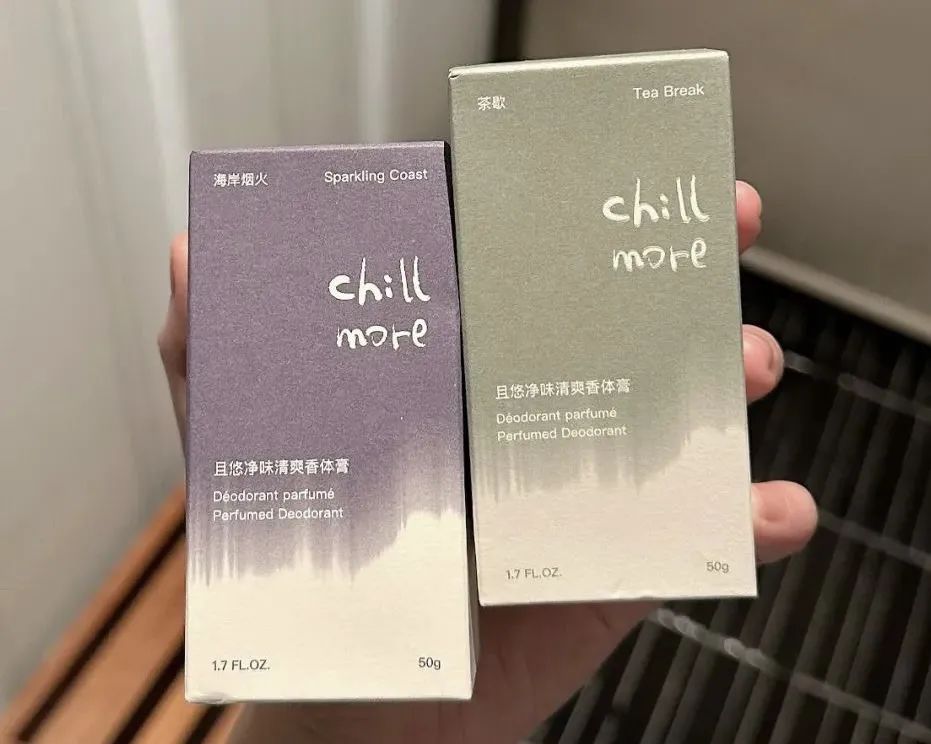 海岸烟火 Sparkling Coast
chill
more
且悠净味清爽香体膏
Déodorant parfumé
Perfumed Deodorant
1.7 FL.OZ. 50g
茶歇 Tea Break
chill
more
且悠净味清爽香体膏
Déodorant parfumé
Perfumed Deodorant
1.7 FL.OZ. 50g